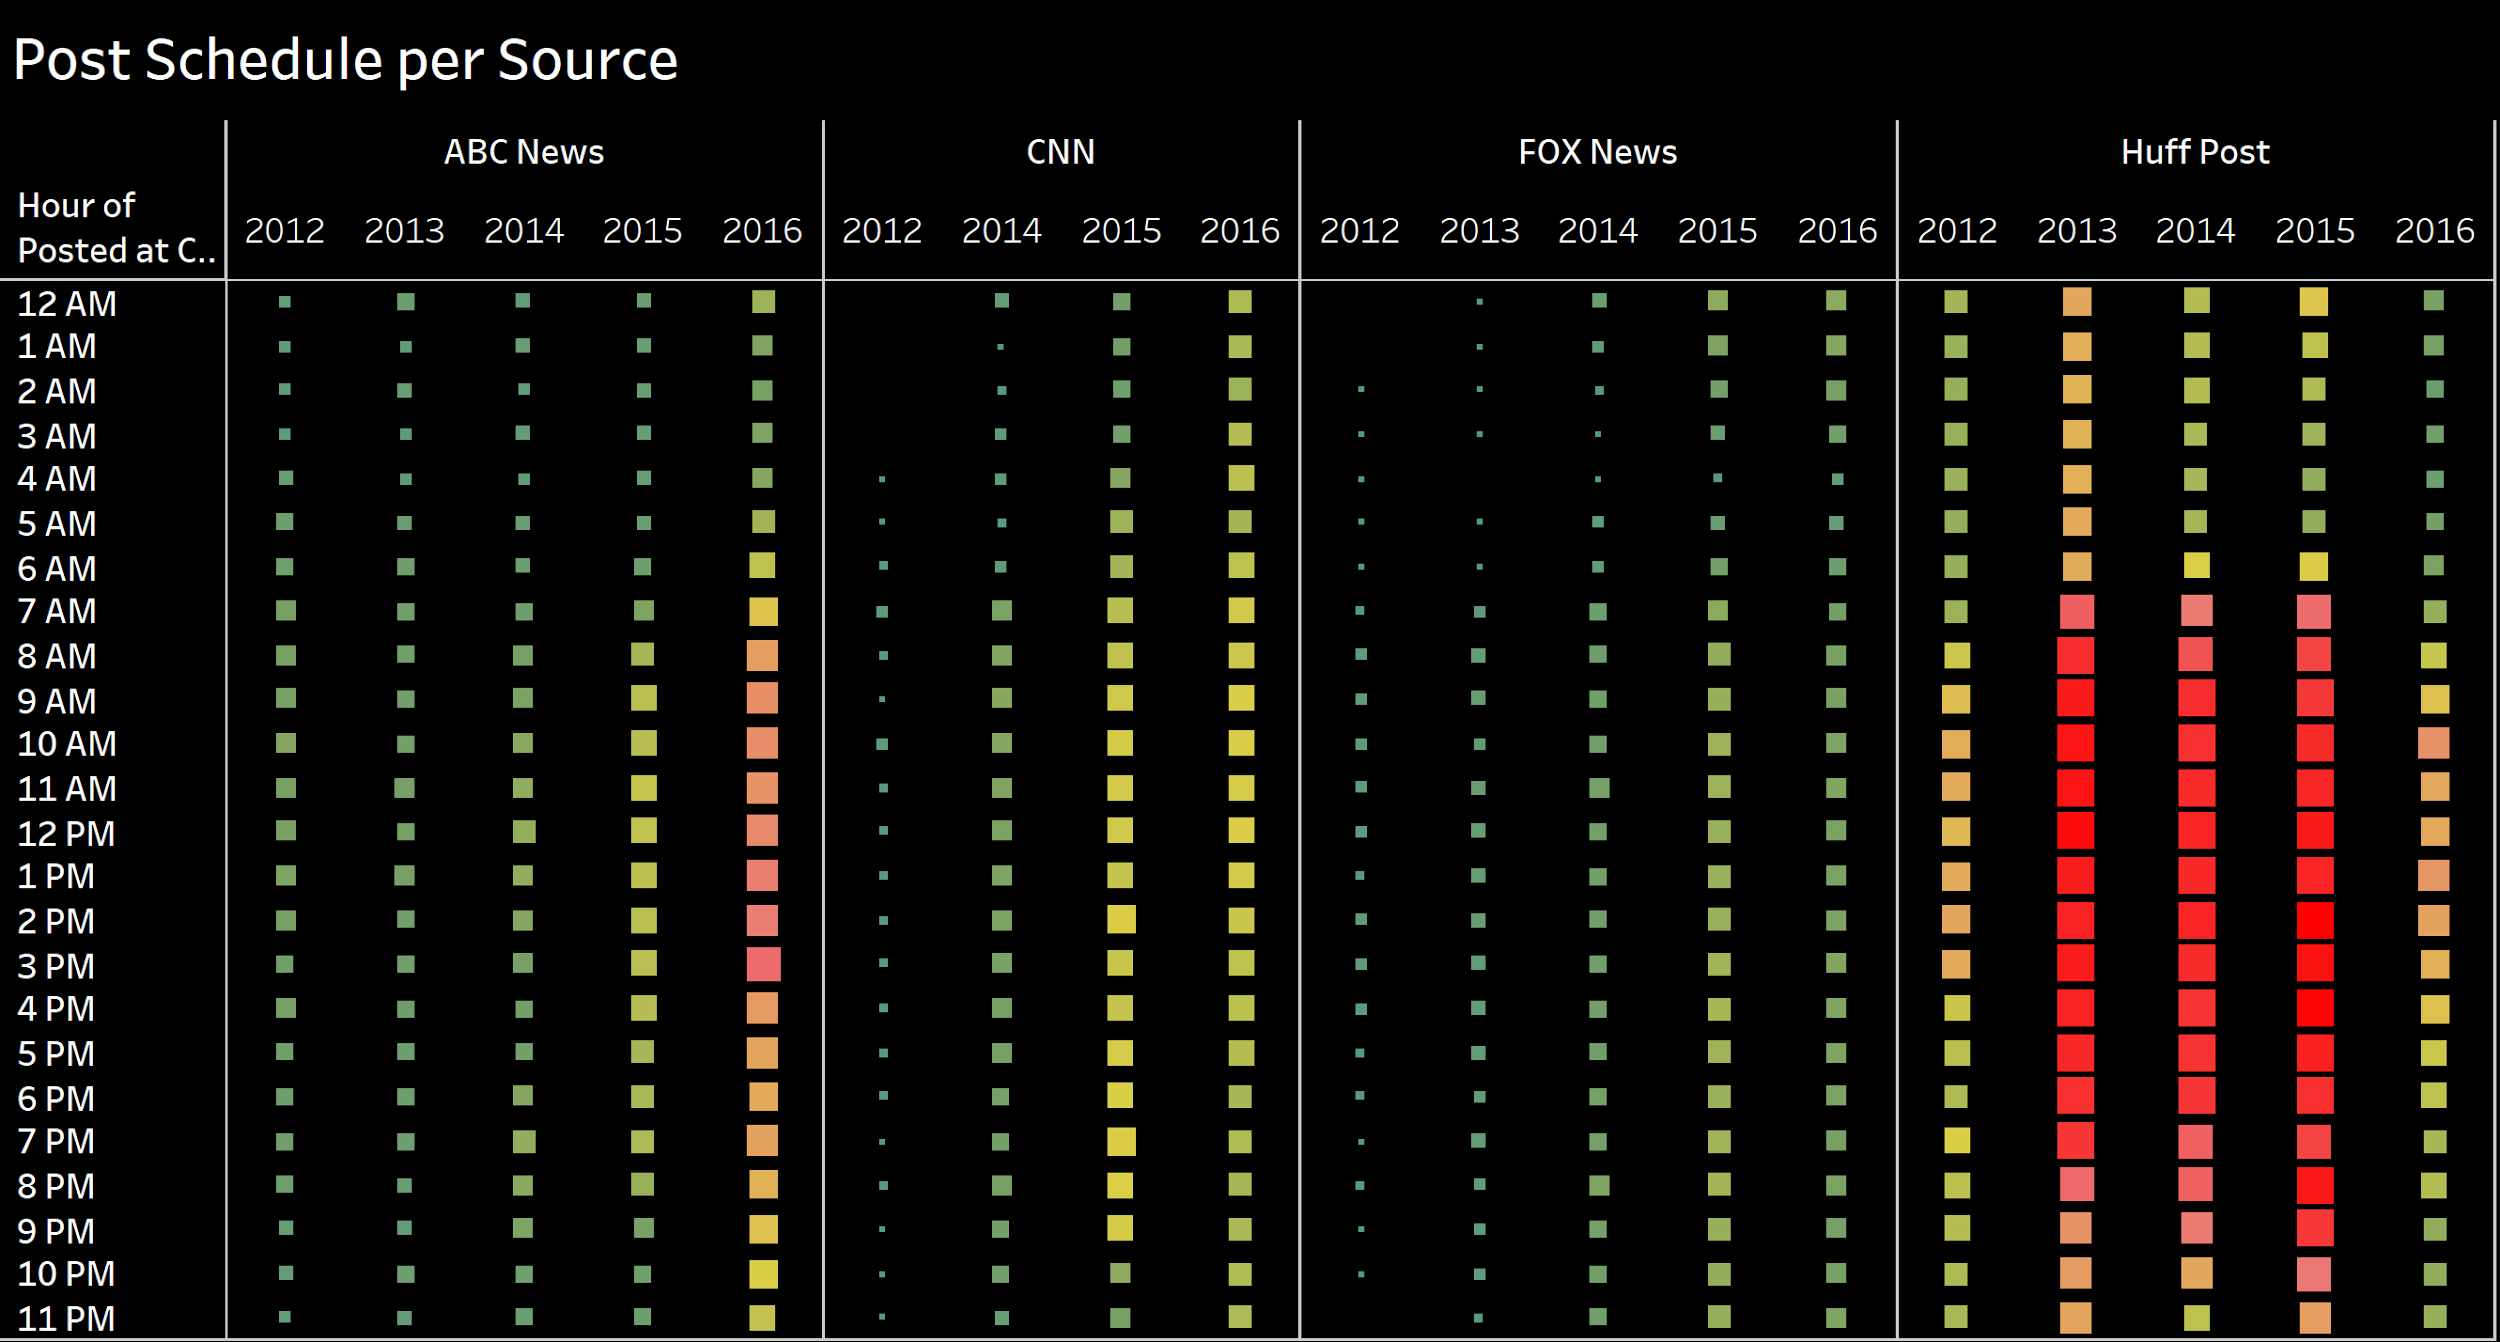 Post Schedule per Source
ABC News CNN FOX News Huff Post
Hour of
Posted at C..
2012 2013 2014 2015 2016 2012 2014 2015 2016 2012 2013 2014 2015 2016 2012 2013 2014 2015 2016
12 AM
1 AM
2 AM
3 AM
4 AM
5 AM
6 AM
7 AM
8 AM
9 AM
10 AM
11 AM
12 PM
1 PM
2 PM
3 PM
4 PM
5 PM
6 PM
7 PM
8 PM
9 PM
10 PM
11 PM